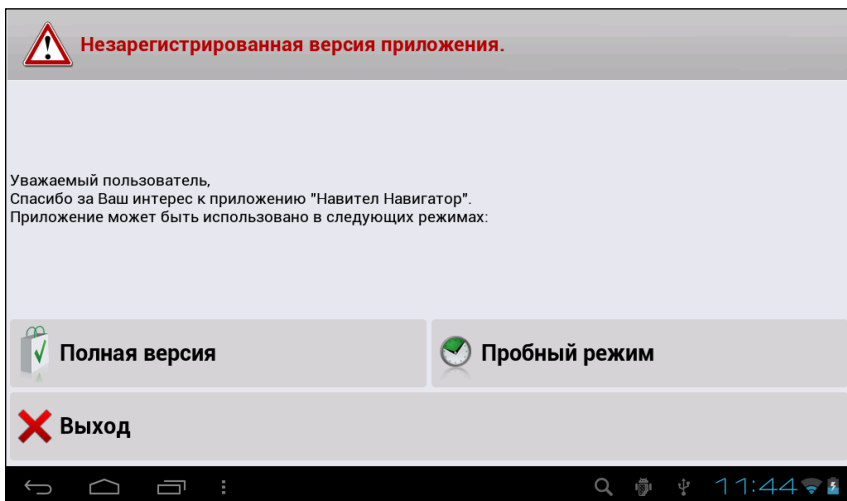 Незарегистрированная версия приложения.
Уважаемый пользователь,
Спасибо за Ваш интерес к приложению "Навител Навигатор".
Приложение может быть использовано в следующих режимах:
Полная версия
Пробный режим
Выход
11:44